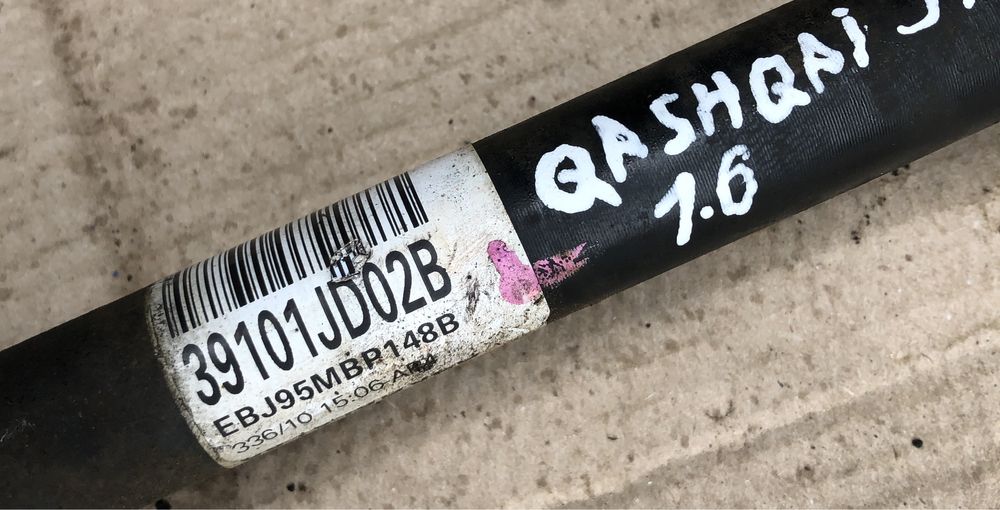 QASHQAi
1.6
39101JD02B
EBJ95MBP148B
336/10 15:06